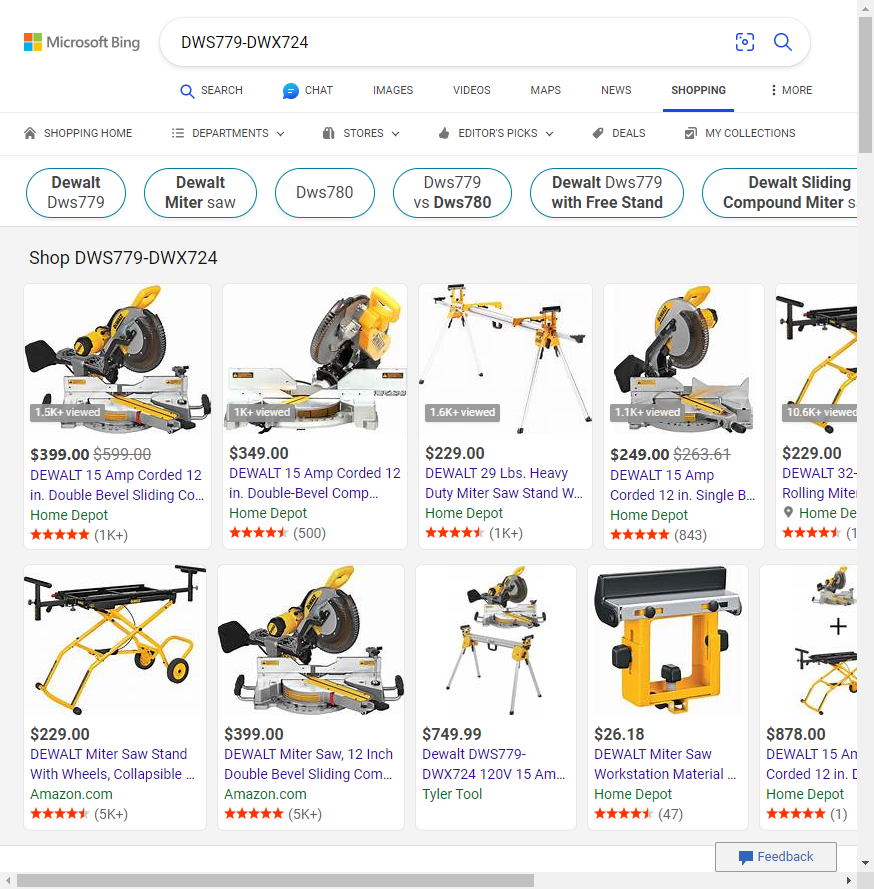 Microsoft Bing
DWS779-DWX724
SEARCH
CHAT
IMAGES
VIDEOS
MAPS
NEWS
SHOPPING
MORE
SHOPPING HOME
DEPARTMENTS
STORES
EDITOR'S PICKS
DEALS
MY COLLECTIONS
Dewalt
Dws779
Dewalt
Miter saw
Dws780
Dws779
vs Dws780
Dewalt Dws779
with Free Stand
Dewalt Sliding
Compound Miter s
Shop DWS779-DWX724
1.5K+ viewed
$399.00 $599.00
DEWALT 15 Amp Corded 12
in. Double Bevel Sliding Co...
Home Depot
(1K+)
1K+ viewed
$349.00
DEWALT 15 Amp Corded 12
in. Double-Bevel Comp...
Home Depot
(500)
1.6K+ viewed
$229.00
DEWALT 29 Lbs. Heavy
Duty Miter Saw Stand W...
Home Depot
(1K+)
1.1K+ viewed
$249.00 $263.61
DEWALT 15 Amp
Corded 12 in. Single B...
Home Depot
(843)
10.6K+ viewed
$229.00
DEWALT 32-
Rolling Miter
Home De
(1
$229.00
DEWALT Miter Saw Stand
With Wheels, Collapsible ...
Amazon.com
(5K+)
$399.00
DEWALT Miter Saw, 12 Inch
Double Bevel Sliding Com...
Amazon.com
(5K+)
$749.99
Dewalt DWS779-
DWX724 120V 15 Am...
Tyler Tool
$26.18
DEWALT Miter Saw
Workstation Material ...
Home Depot
(47)
$878.00
DEWALT 15 Am
Corded 12 in. D
Home Depot
(1)
Feedback